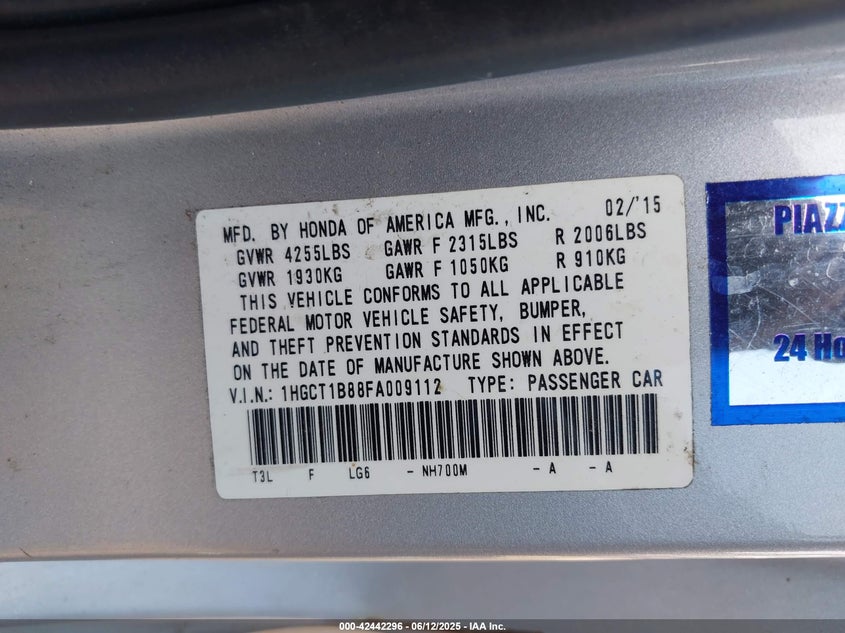 MFD. BY HONDA OF AMERICA MFG., INC. 02/'15
GVWR 4255LBS GAWR F 2315LBS R 2006LBS
GVWR 1930KG GAWR F 1050KG R 910KG
THIS VEHICLE CONFORMS TO ALL APPLICABLE
FEDERAL MOTOR VEHICLE SAFETY, BUMPER,
AND THEFT PREVENTION STANDARDS IN EFFECT
ON THE DATE OF MANUFACTURE SHOWN ABOVE.
V.I.N.: 1HGCT1B88FA009112 TYPE: PASSENGER CAR
T3L F LG6 - NH700M - A - A
PIAZZ
24 Ho
000-42442296 - 06/12/2025 - IAA Inc.